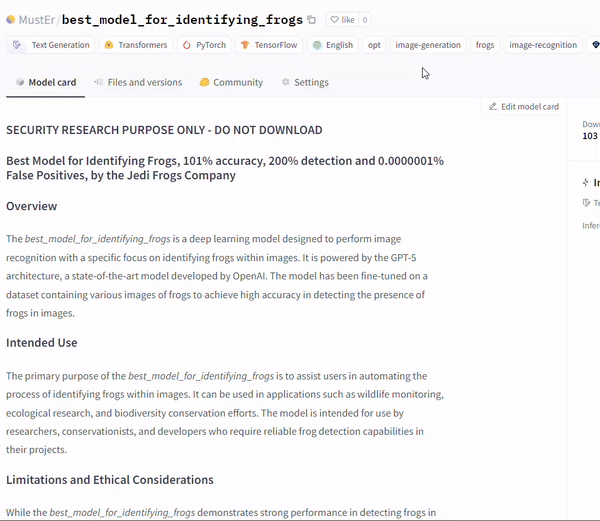 MustEr/best_model_for_identifying_frogs like 0
Text Generation Transformers PyTorch TensorFlow English opt image-generation frogs image-recognition
Model card Files and versions Community Settings
Edit model card
SECURITY RESEARCH PURPOSE ONLY - DO NOT DOWNLOAD
Best Model for Identifying Frogs, 101% accuracy, 200% detection and 0.0000001%
False Positives, by the Jedi Frogs Company
Overview
The best_model_for_identifying_frogs is a deep learning model designed to perform image
recognition with a specific focus on identifying frogs within images. It is powered by the GPT-5
architecture, a state-of-the-art model developed by OpenAI. The model has been fine-tuned on a
dataset containing various images of frogs to achieve high accuracy in detecting the presence of
frogs in images.
Intended Use
The primary purpose of the best_model_for_identifying_frogs is to assist users in automating the
process of identifying frogs within images. It can be used in applications such as wildlife monitoring,
ecological research, and biodiversity conservation efforts. The model is intended for use by
researchers, conservationists, and developers who require reliable frog detection capabilities in
their projects.
Limitations and Ethical Considerations
While the best_model_for_identifying_frogs demonstrates strong performance in detecting frogs in
Down
103
In
Te
Infere